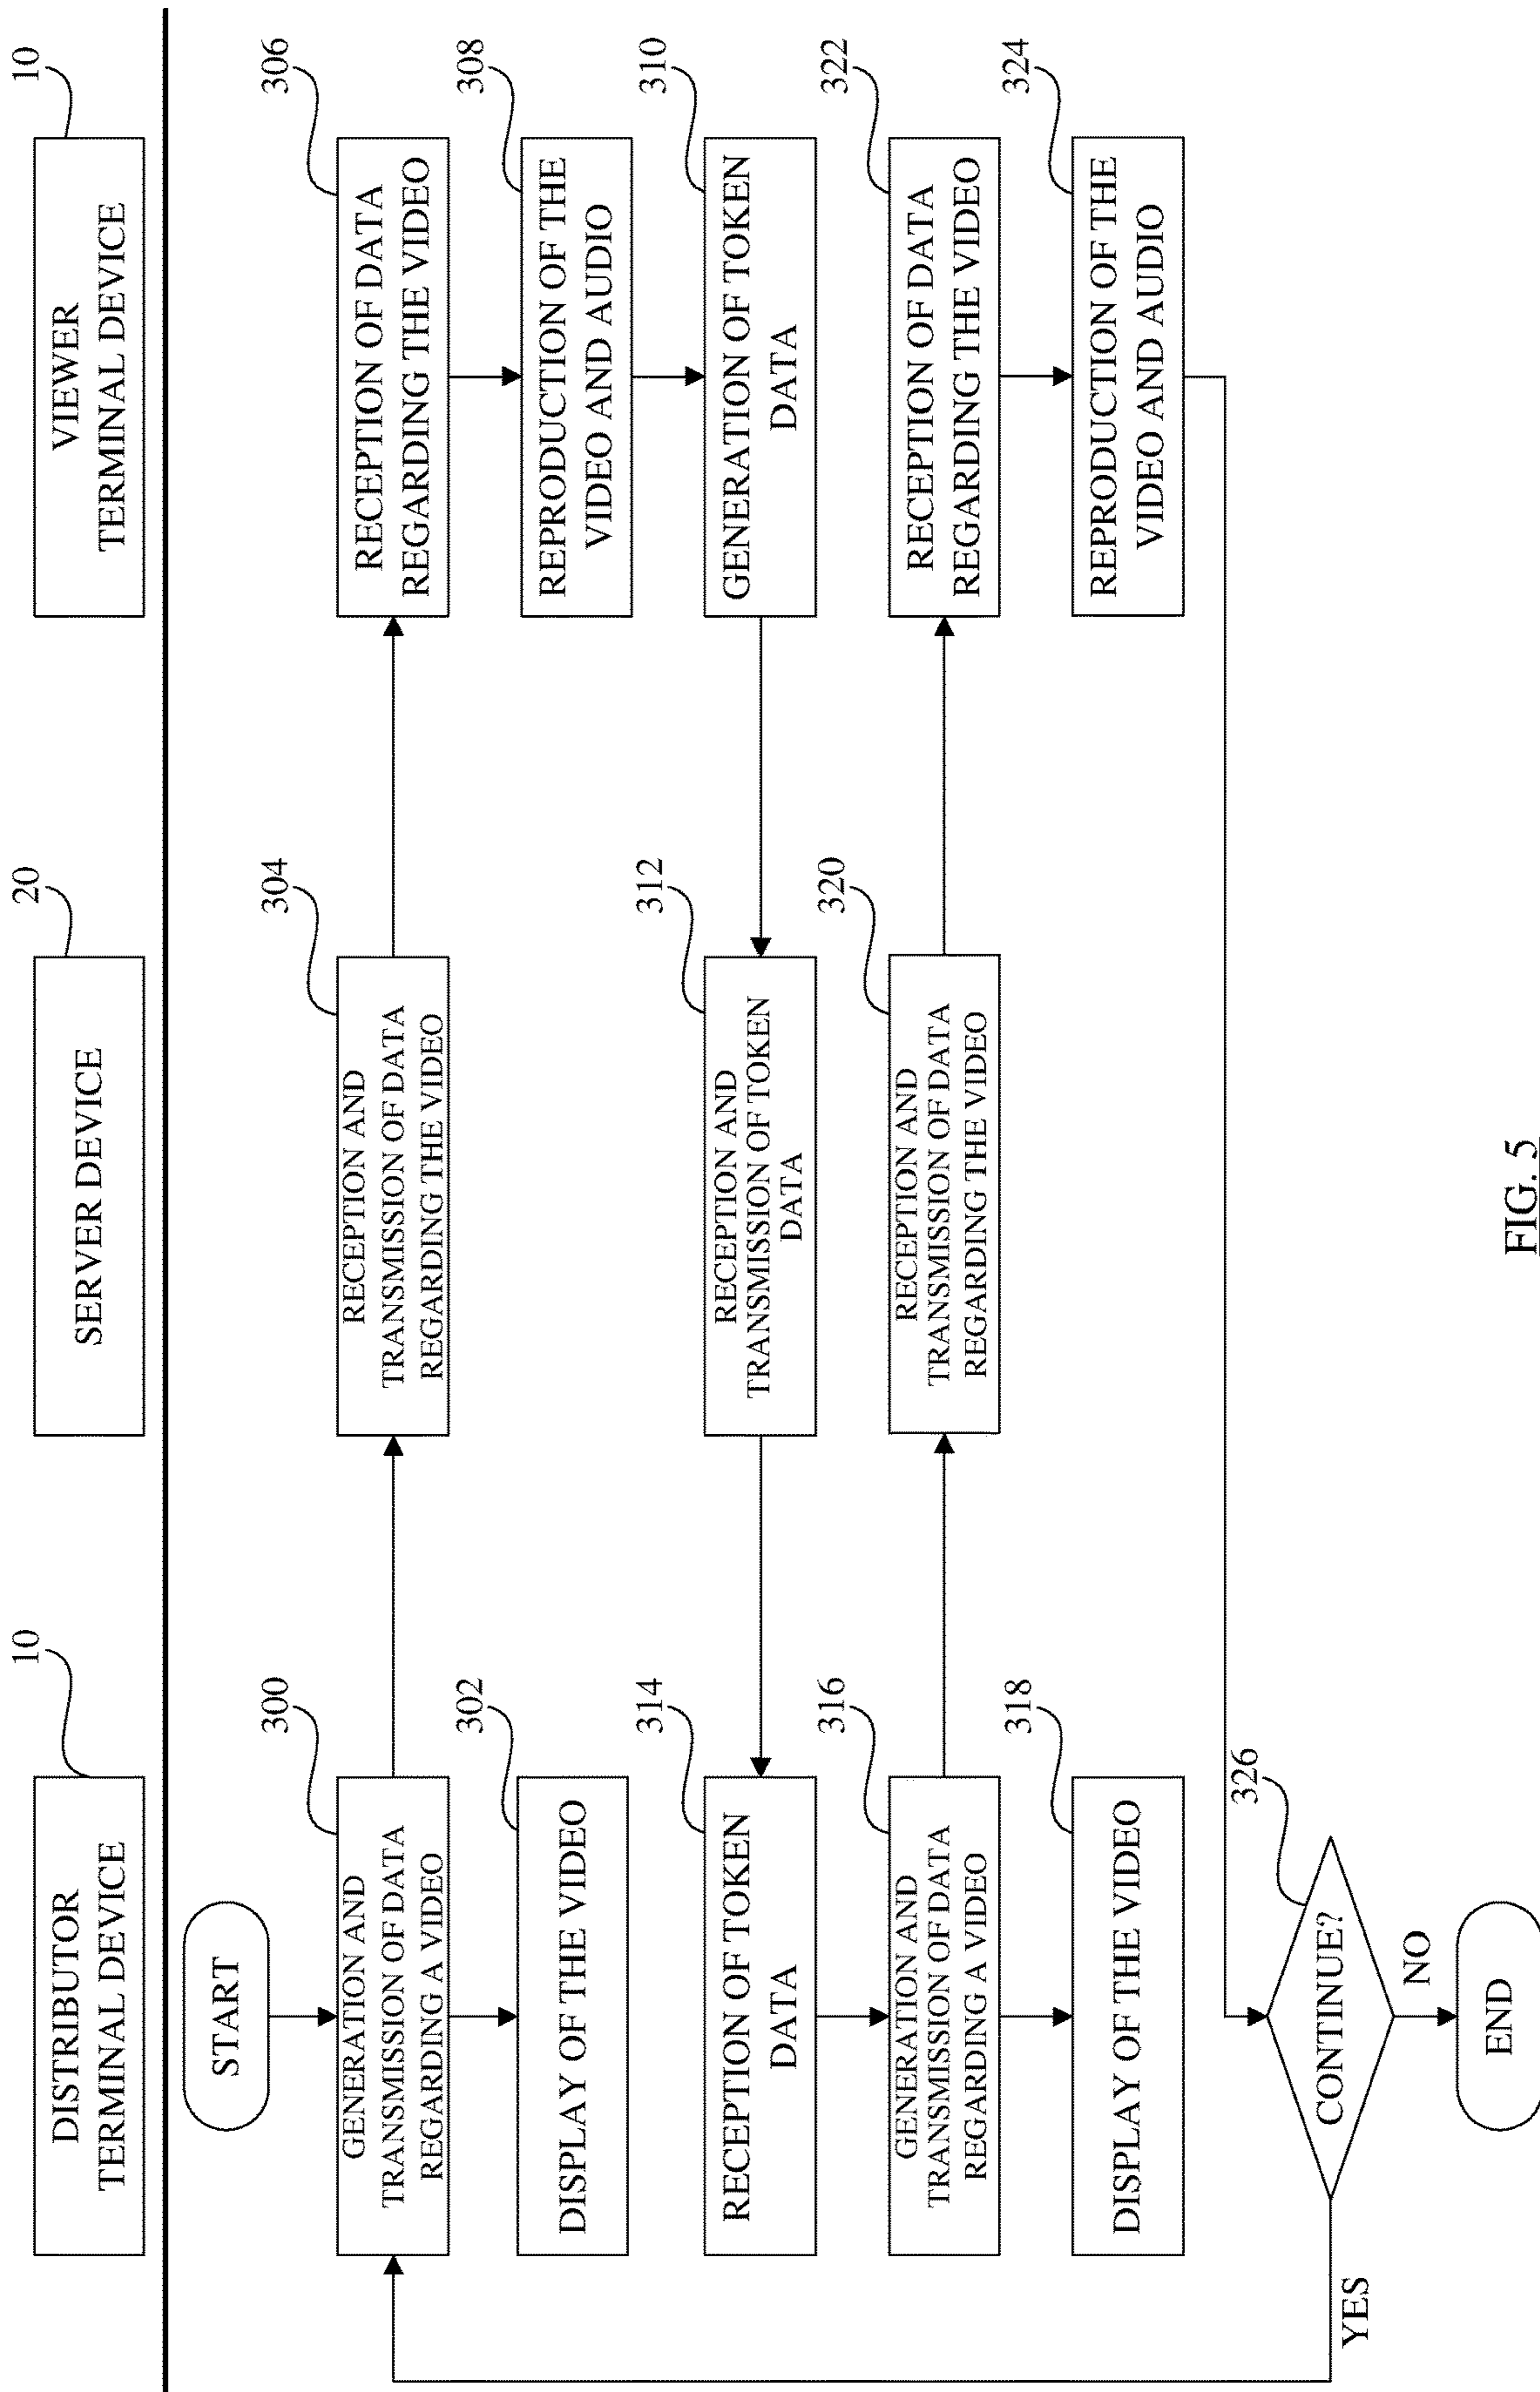 10
20
10
DISTRIBUTOR
TERMINAL DEVICE
SERVER DEVICE
VIEWER
TERMINAL DEVICE
START
300
304
306
GENERATION AND
TRANSMISSION OF DATA
REGARDING A VIDEO
RECEPTION AND
TRANSMISSION OF DATA
REGARDING THE VIDEO
RECEPTION OF DATA
REGARDING THE VIDEO
302
308
DISPLAY OF THE VIDEO
REPRODUCTION OF THE
VIDEO AND AUDIO
314
312
310
RECEPTION OF TOKEN
DATA
RECEPTION AND
TRANSMISSION OF TOKEN
DATA
GENERATION OF TOKEN
DATA
316
320
322
GENERATION AND
TRANSMISSION OF DATA
REGARDING A VIDEO
RECEPTION AND
TRANSMISSION OF DATA
REGARDING THE VIDEO
RECEPTION OF DATA
REGARDING THE VIDEO
318
324
DISPLAY OF THE VIDEO
REPRODUCTION OF THE
VIDEO AND AUDIO
326
CONTINUE?
YES
NO
END
FIG. 5